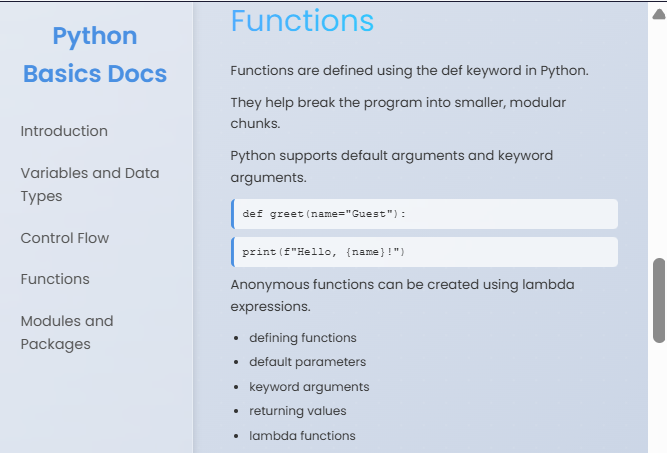 Python
Basics Docs
Introduction
Variables and Data
Types
Control Flow
Functions
Modules and
Packages
Functions
Functions are defined using the def keyword in Python.
They help break the program into smaller, modular
chunks.
Python supports default arguments and keyword
arguments.
def greet(name="Guest"):
print(f"Hello, {name}!")
Anonymous functions can be created using lambda
expressions.
defining functions
default parameters
keyword arguments
returning values
lambda functions